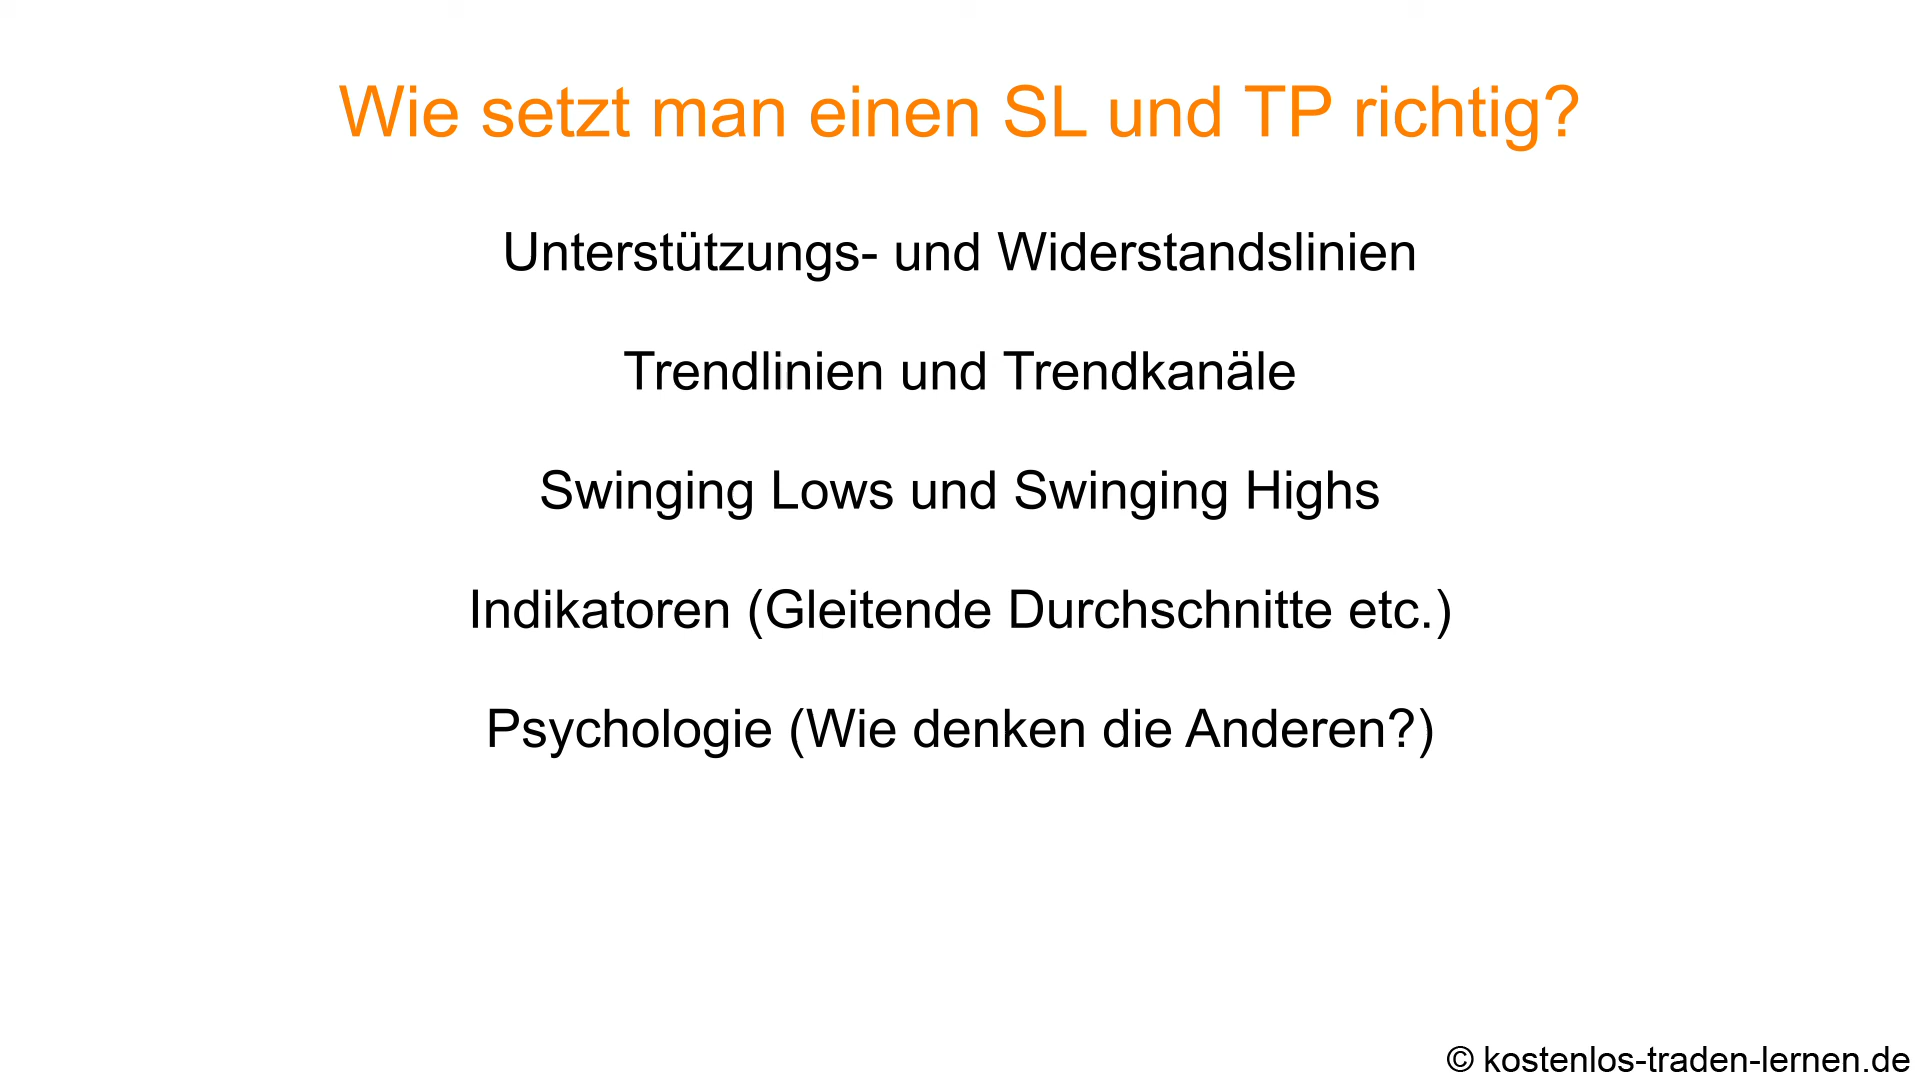 Wie setzt man einen SL und TP richtig?
Unterstützungs- und Widerstandslinien
Trendlinien und Trendkanäle
Swinging Lows und Swinging Highs
Indikatoren (Gleitende Durchschnitte etc.)
Psychologie (Wie denken die Anderen?)
© kostenlos-traden-lernen.de